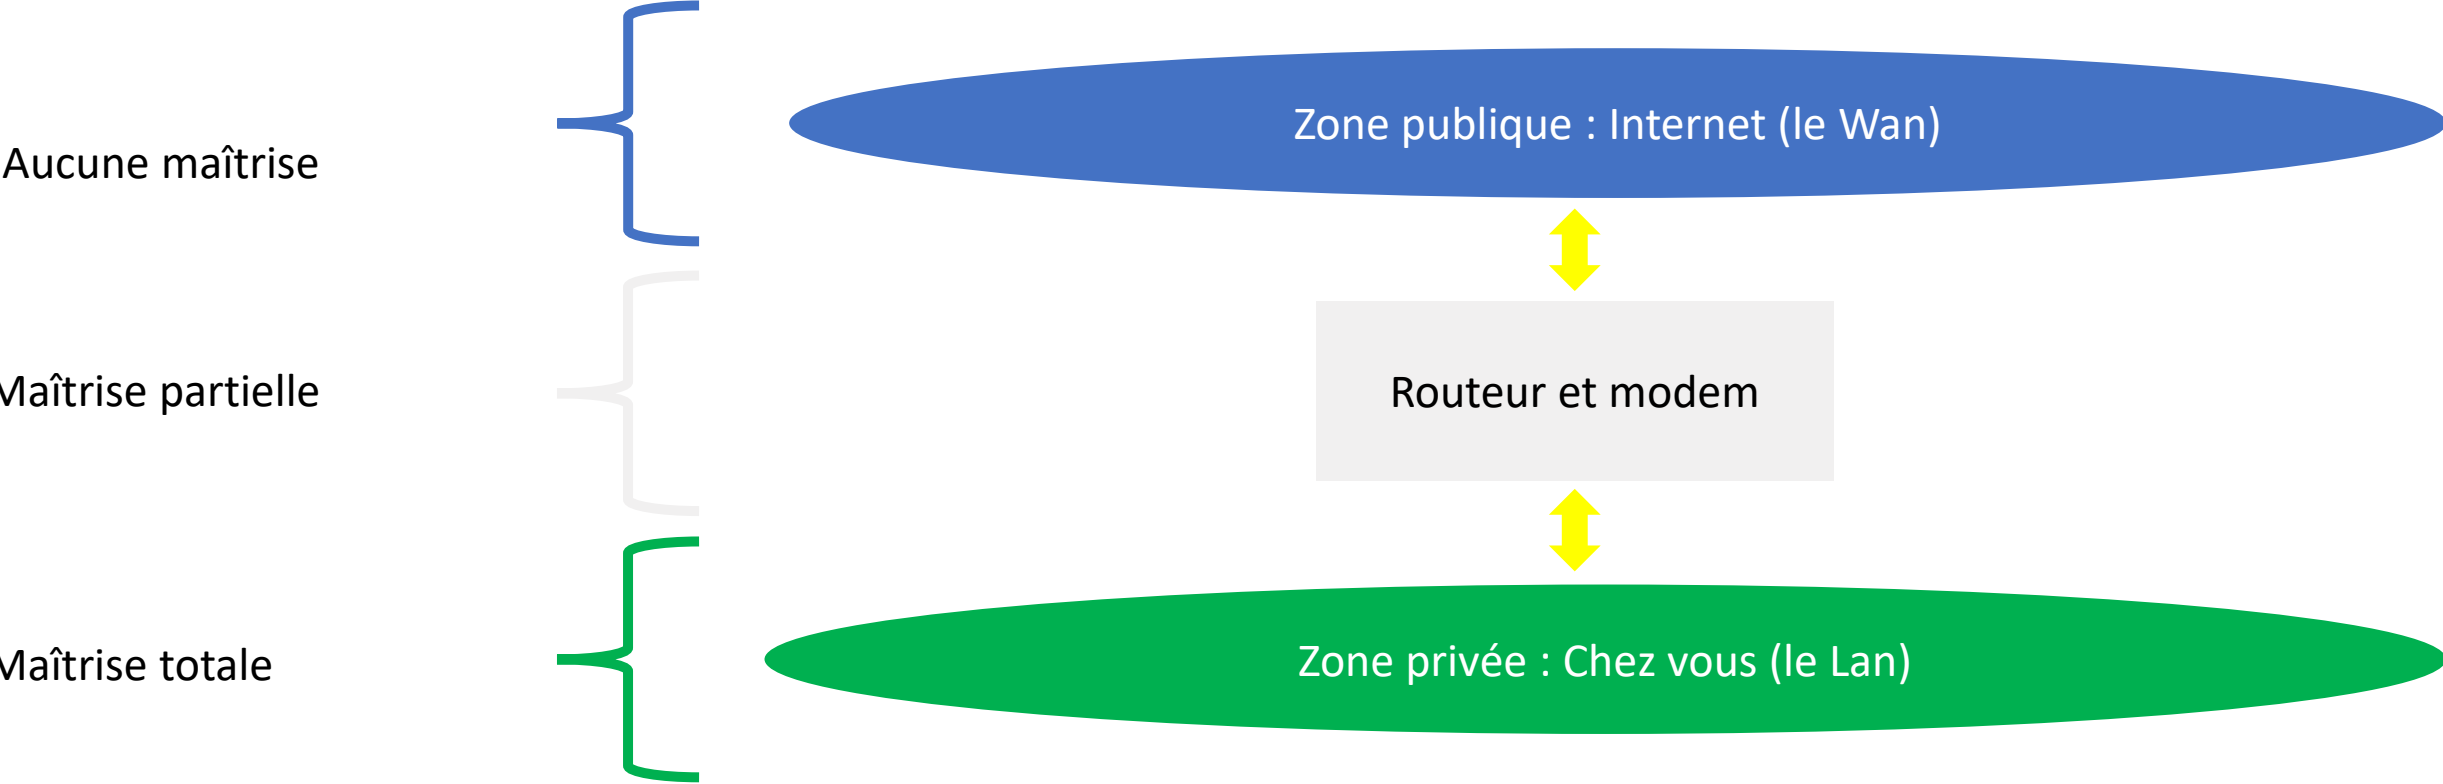 Zone publique : Internet (le Wan)
Aucune maîtrise
Maîtrise partielle
Routeur et modem
Maîtrise totale
Zone privée : Chez vous (le Lan)